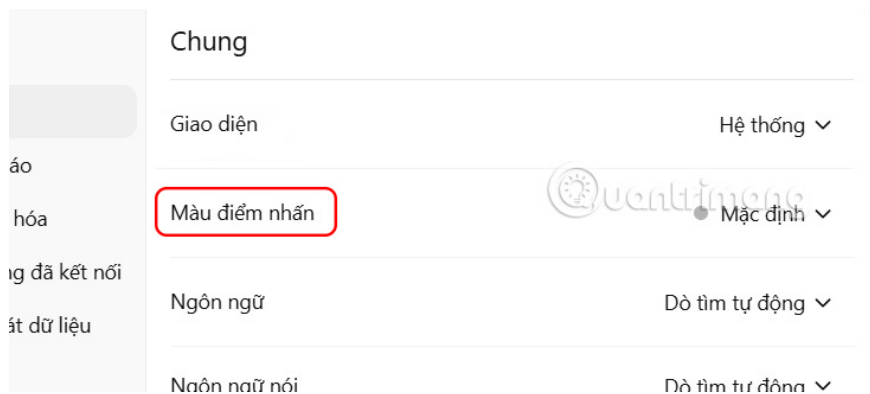 Chung
Giao diện
Hệ thống
áo
Quantrimang
hóa
Màu điểm nhấn
Mặc định
ng đã kết nối
Ngôn ngữ
Dò tìm tự động
át dữ liệu
Ngôn ngữ nói
Dò tìm tự động